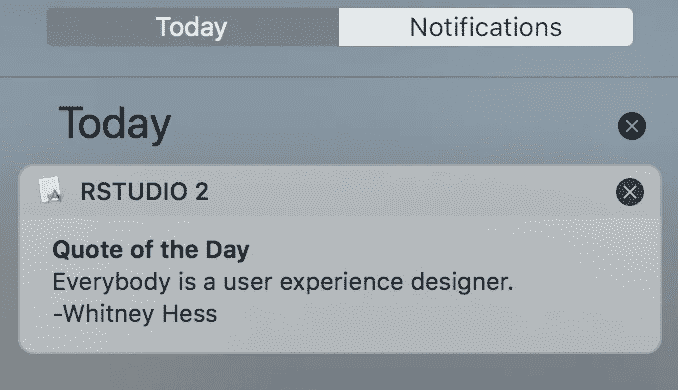 Today Notifications
Today
RSTUDIO 2
Quote of the Day
Everybody is a user experience designer.
-Whitney Hess